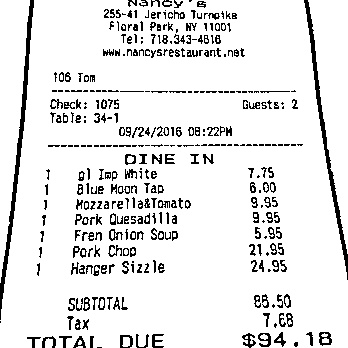 Nancy's
255-41 Jericho Turnpike
Floral Park, NY 11001
Tel: 718.343-4616
www.nancysrestaurant.net
106 Tom
Check: 1075 Guests: 2
Table: 34-1
09/24/2016 08:22PM
DINE IN
1 gl Imp White 7.75
1 Blue Moon Tap 6.00
1 Mozzarella&Tomato 9.95
1 Pork Quesadilla 9.95
1 Fren Onion Soup 5.95
1 Pork Chop 21.95
1 Hanger Sizzle 24.95
SUBTOTAL 86.50
Tax 7.68
TOTAL DUE $94.18